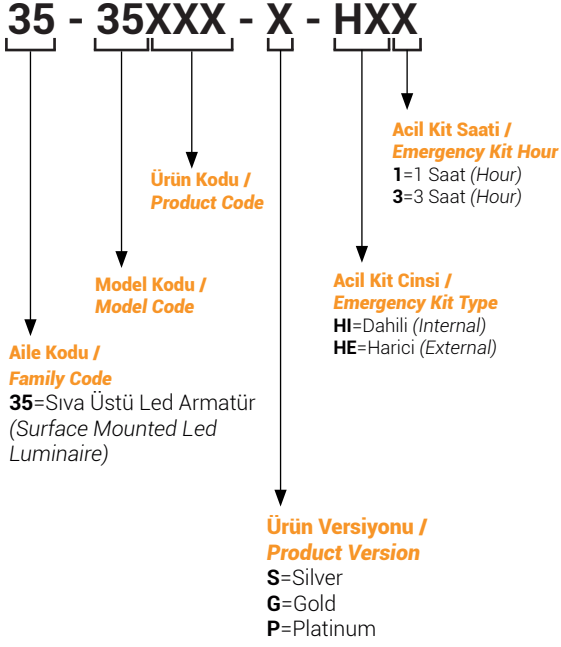 35 - 35XXX - X - HXX
Acil Kit Saati /
Emergency Kit Hour
1=1 Saat (Hour)
3=3 Saat (Hour)
Ürün Kodu /
Product Code
Model Kodu /
Model Code
Acil Kit Cinsi /
Emergency Kit Type
HI=Dahili (Internal)
HE=Harici (External)
Aile Kodu /
Family Code
35=Sıva Üstü Led Armatür
(Surface Mounted Led
Luminaire)
Ürün Versiyonu /
Product Version
S=Silver
G=Gold
P=Platinum